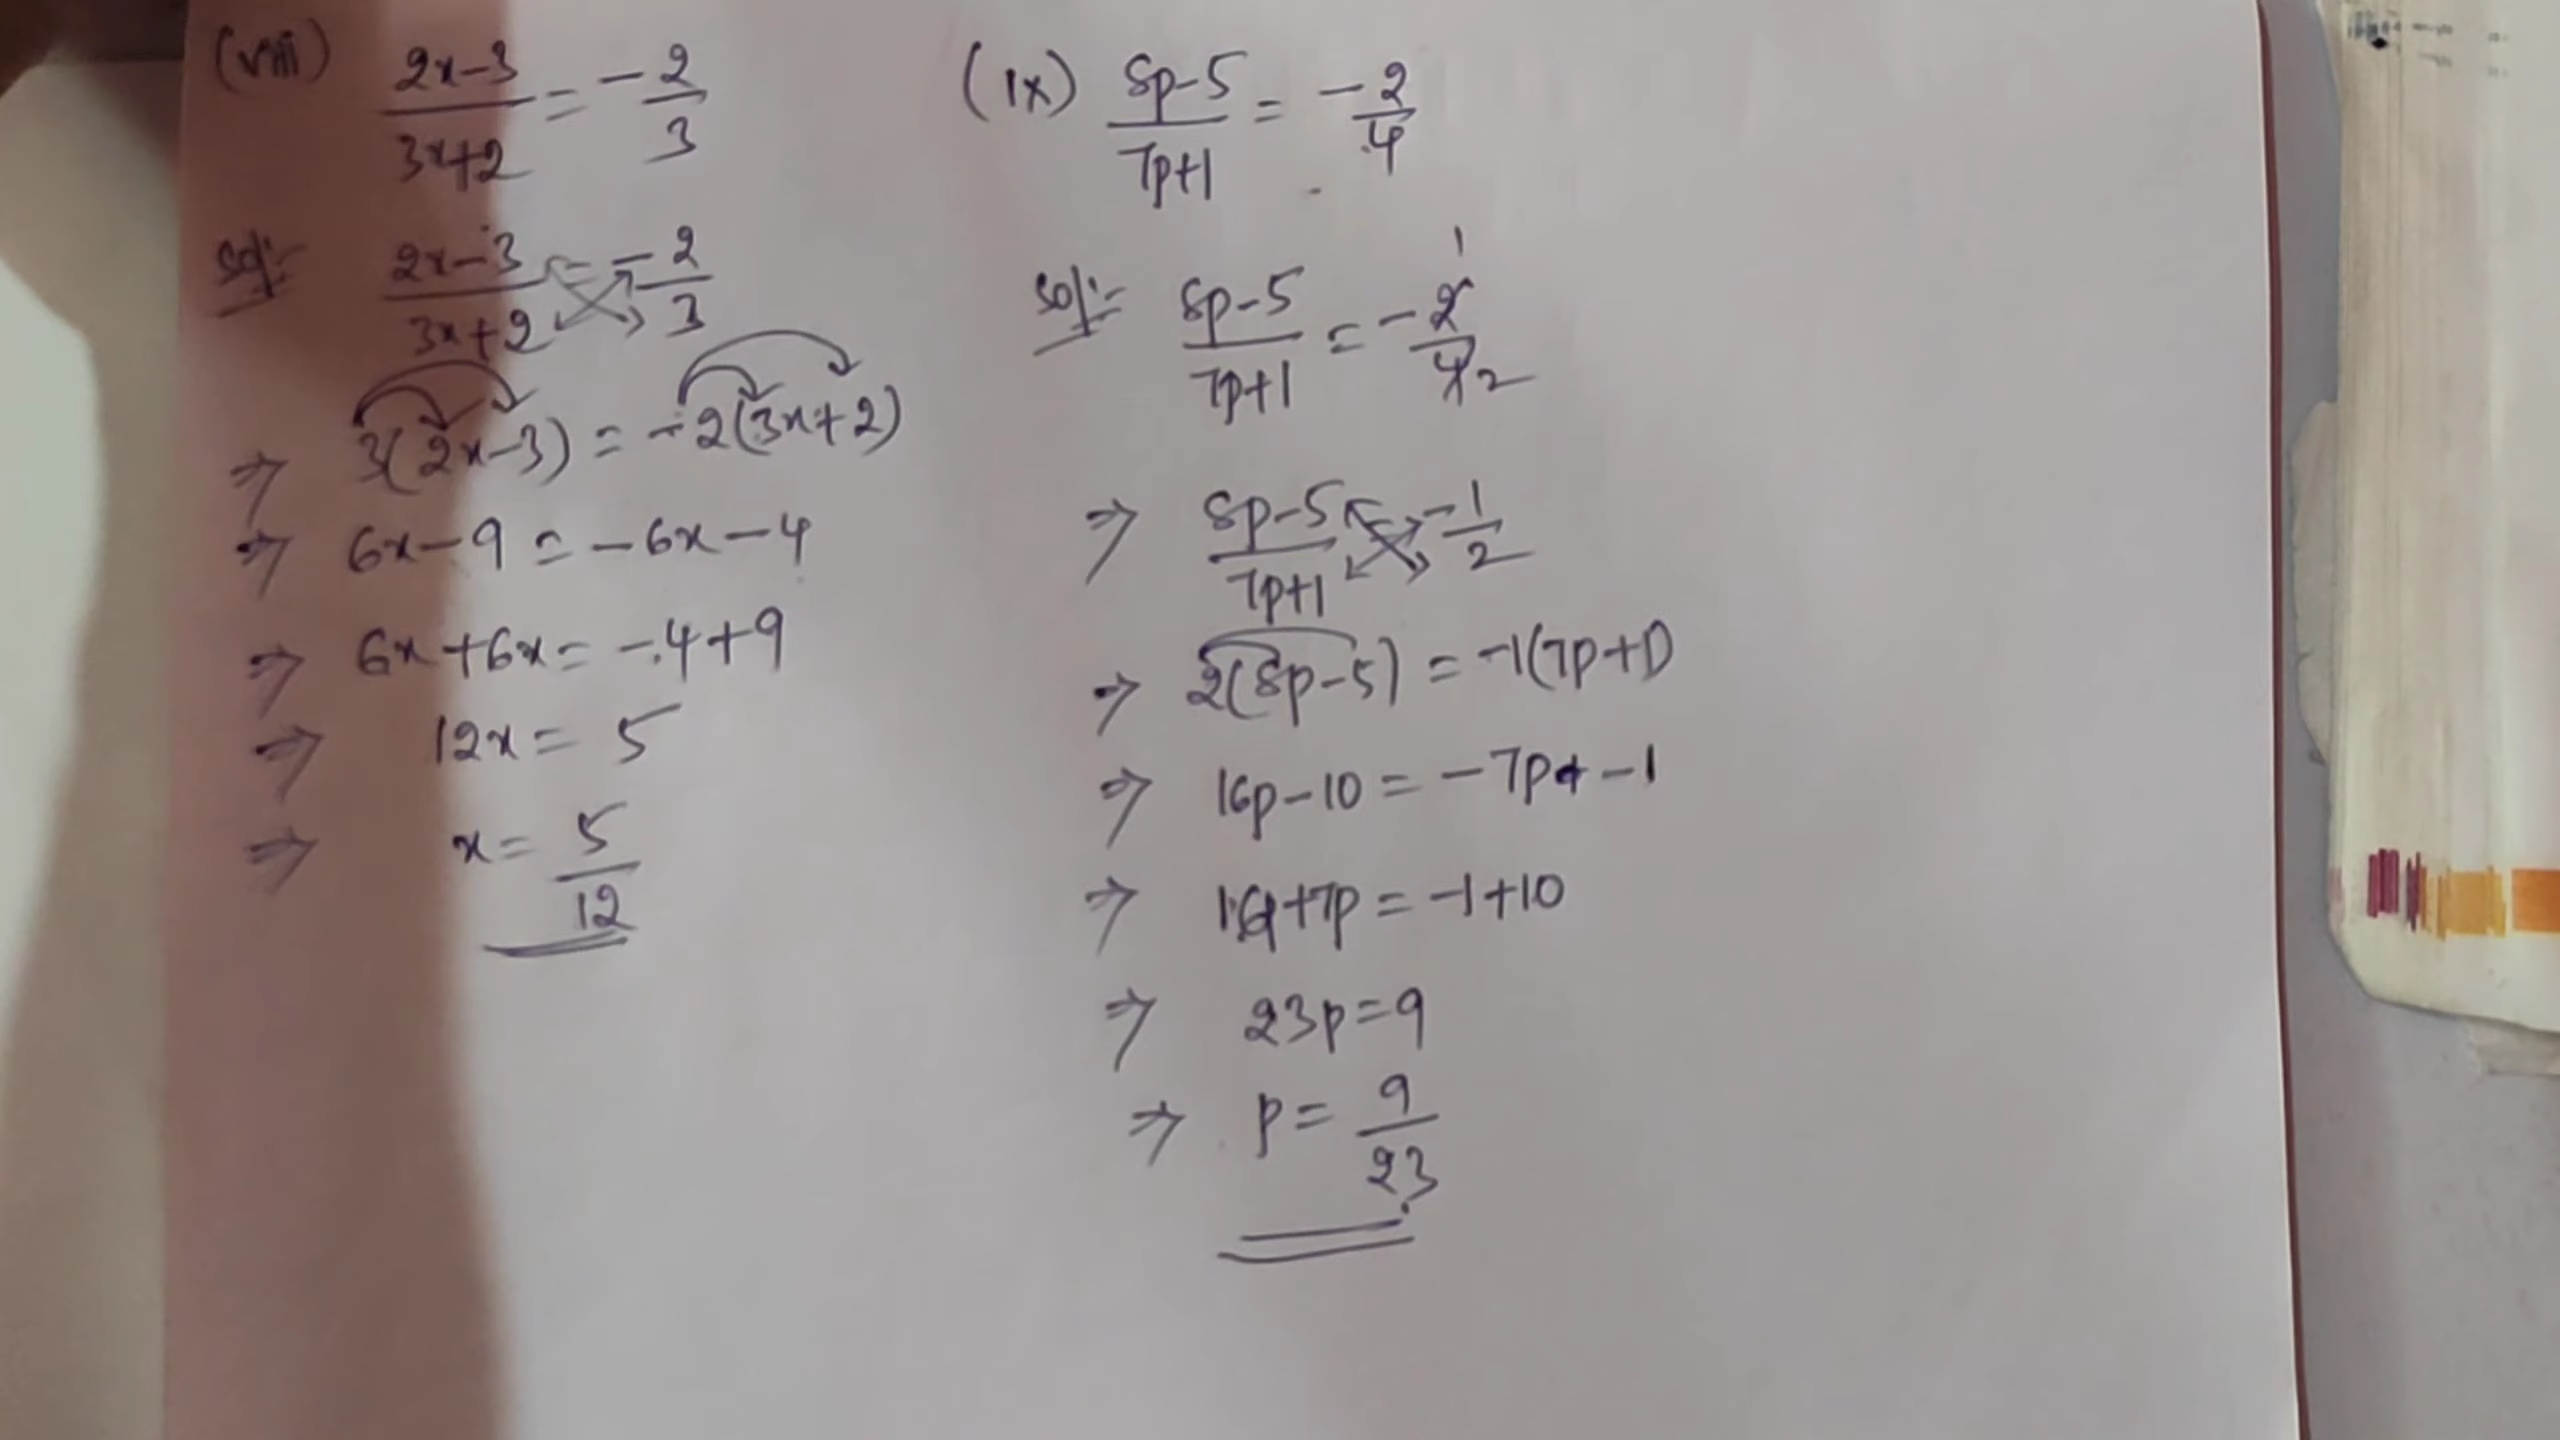 (viii) 2x-3/3x+2 = -2/3
Sol:- 2x-3/3x+2 = -2/3
⇒ 3(2x-3) = -2(3x+2)
⇒ 6x-9 = -6x-4
⇒ 6x+6x = -4+9
⇒ 12x = 5
⇒ x = 5/12
(ix) 8p-5/7p+1 = -2/4
Sol:- 8p-5/7p+1 = -2/4 1 2
⇒ 8p-5/7p+1 = -1/2
⇒ 2(8p-5) = -1(7p+1)
⇒ 16p-10 = -7p -1
⇒ 16p+7p = -1+10
⇒ 23p = 9
⇒ p = 9/23